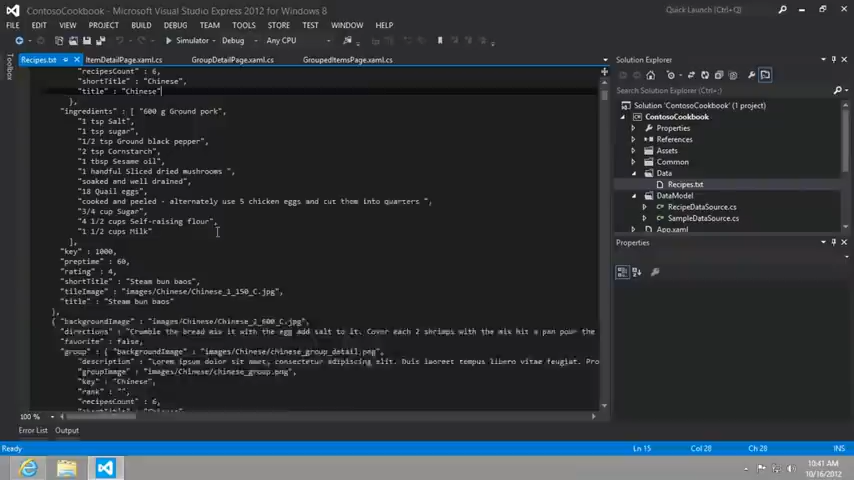 ContosoCookbook - Microsoft Visual Studio Express 2012 for Windows 8
Quick Launch (Ctrl+Q)
FILE EDIT VIEW PROJECT BUILD DEBUG TEAM TOOLS STORE TEST WINDOW HELP
Simulator Debug Any CPU
Toolbox
Recipes.txt ItemDetailPage.xaml.cs GroupDetailPage.xaml.cs GroupedItemsPage.xaml.cs
"recipesCount" : 6,
"shortTitle" : "Chinese",
"title" : "Chinese"
},
"ingredients" : [ "600 g Ground pork",
"1 tsp Salt",
"1 tsp sugar",
"1/2 tsp Ground black pepper",
"2 tsp Cornstarch",
"1 tbsp Sesame oil",
"1 handful Sliced dried mushrooms ",
"soaked and well drained",
"18 Quail eggs",
"cooked and peeled - alternately use 5 chicken eggs and cut them into quarters ",
"3/4 cup Sugar",
"4 1/2 cups Self-raising flour",
"1 1/2 cups Milk"
],
"key" : 1000,
"preptime" : 60,
"rating" : 4,
"shortTitle" : "Steam bun baos",
"tileImage" : "images/Chinese/Chinese_1_150_C.jpg",
"title" : "Steam bun baos"
},
{ "backgroundImage" : "images/Chinese/Chinese_2_600_C.jpg",
"directions" : "Crumble the bread mix it with the egg add salt to it. Cover each 2 shrimps with the mix hit a pan pour the
"favorite" : false,
"group" : { "backgroundImage" : "images/Chinese/chinese_group_detail.png",
"description" : "Lorem ipsum dolor sit amet, consectetur adipiscing elit. Duis laoreet tempus libero vitae feugiat. Pro
"groupImage" : "images/Chinese/chinese_group.png",
"key" : "Chinese",
"rank" : "",
"recipesCount" : 6,
"shortTitle" : "Chinese",
100 %
Error List Output
Solution Explorer
Search Solution Explorer (Ctrl+;)
Solution 'ContosoCookbook' (1 project)
ContosoCookbook
Properties
References
Assets
Common
Data
Recipes.txt
DataModel
RecipeDataSource.cs
SampleDataSource.cs
App.xaml
Properties
Ready Ln 15 Col 28 Ch 28 INS
10:41 AM
10/16/2012